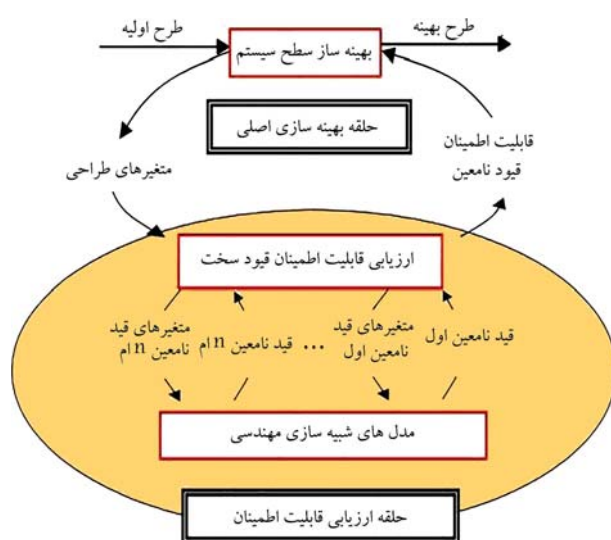 طرح اولیه
بهینه ساز سطح سیستم
طرح بهینه
حلقه بهینه سازی اصلی
قابلیت اطمینان
قیود نامعین
متغیرهای طراحی
ارزیابی قابلیت اطمینان قیود سخت
قید نامعین اول
متغیرهای قید
نامعین اول
...
قید نامعین n ام
متغیرهای قید
نامعین n ام
مدل های شبیه سازی مهندسی
حلقه ارزیابی قابلیت اطمینان